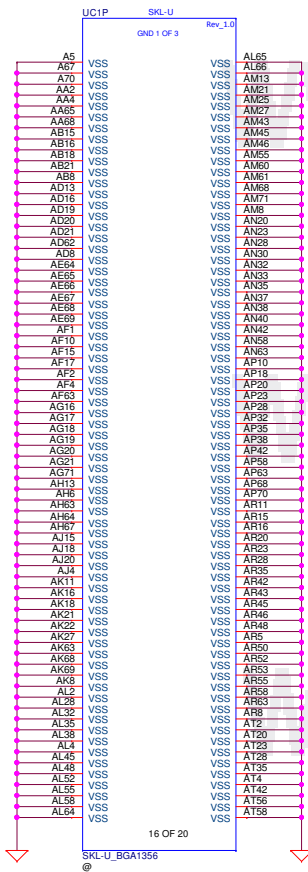 UC1P SKL-U
Rev_1.0
GND 1 OF 3
A5 VSS VSS AL65
A67 VSS VSS AL66
A70 VSS VSS AM13
AA2 VSS VSS AM21
AA4 VSS VSS AM25
AA65 VSS VSS AM27
AA68 VSS VSS AM43
AB15 VSS VSS AM45
AB16 VSS VSS AM46
AB18 VSS VSS AM55
AB21 VSS VSS AM60
AB8 VSS VSS AM61
AD13 VSS VSS AM68
AD16 VSS VSS AM71
AD19 VSS VSS AM8
AD20 VSS VSS AN20
AD21 VSS VSS AN23
AD62 VSS VSS AN28
AD8 VSS VSS AN30
AE64 VSS VSS AN32
AE65 VSS VSS AN33
AE66 VSS VSS AN35
AE67 VSS VSS AN37
AE68 VSS VSS AN38
AE69 VSS VSS AN40
AF1 VSS VSS AN42
AF10 VSS VSS AN58
AF15 VSS VSS AN63
AF17 VSS VSS AP10
AF2 VSS VSS AP18
AF4 VSS VSS AP20
AF63 VSS VSS AP23
AG16 VSS VSS AP28
AG17 VSS VSS AP32
AG18 VSS VSS AP35
AG19 VSS VSS AP38
AG20 VSS VSS AP42
AG21 VSS VSS AP58
AG71 VSS VSS AP63
AH13 VSS VSS AP68
AH6 VSS VSS AP70
AH63 VSS VSS AR11
AH64 VSS VSS AR15
AH67 VSS VSS AR16
AJ15 VSS VSS AR20
AJ18 VSS VSS AR23
AJ20 VSS VSS AR28
AJ4 VSS VSS AR35
AK11 VSS VSS AR42
AK16 VSS VSS AR43
AK18 VSS VSS AR45
AK21 VSS VSS AR46
AK22 VSS VSS AR48
AK27 VSS VSS AR5
AK63 VSS VSS AR50
AK68 VSS VSS AR52
AK69 VSS VSS AR53
AK8 VSS VSS AR55
AL2 VSS VSS AR58
AL28 VSS VSS AR63
AL32 VSS VSS AR8
AL35 VSS VSS AT2
AL38 VSS VSS AT20
AL4 VSS VSS AT23
AL45 VSS VSS AT28
AL48 VSS VSS AT35
AL52 VSS VSS AT4
AL55 VSS VSS AT42
AL58 VSS VSS AT56
AL64 VSS VSS AT58
16 OF 20
SKL-U_BGA1356
@